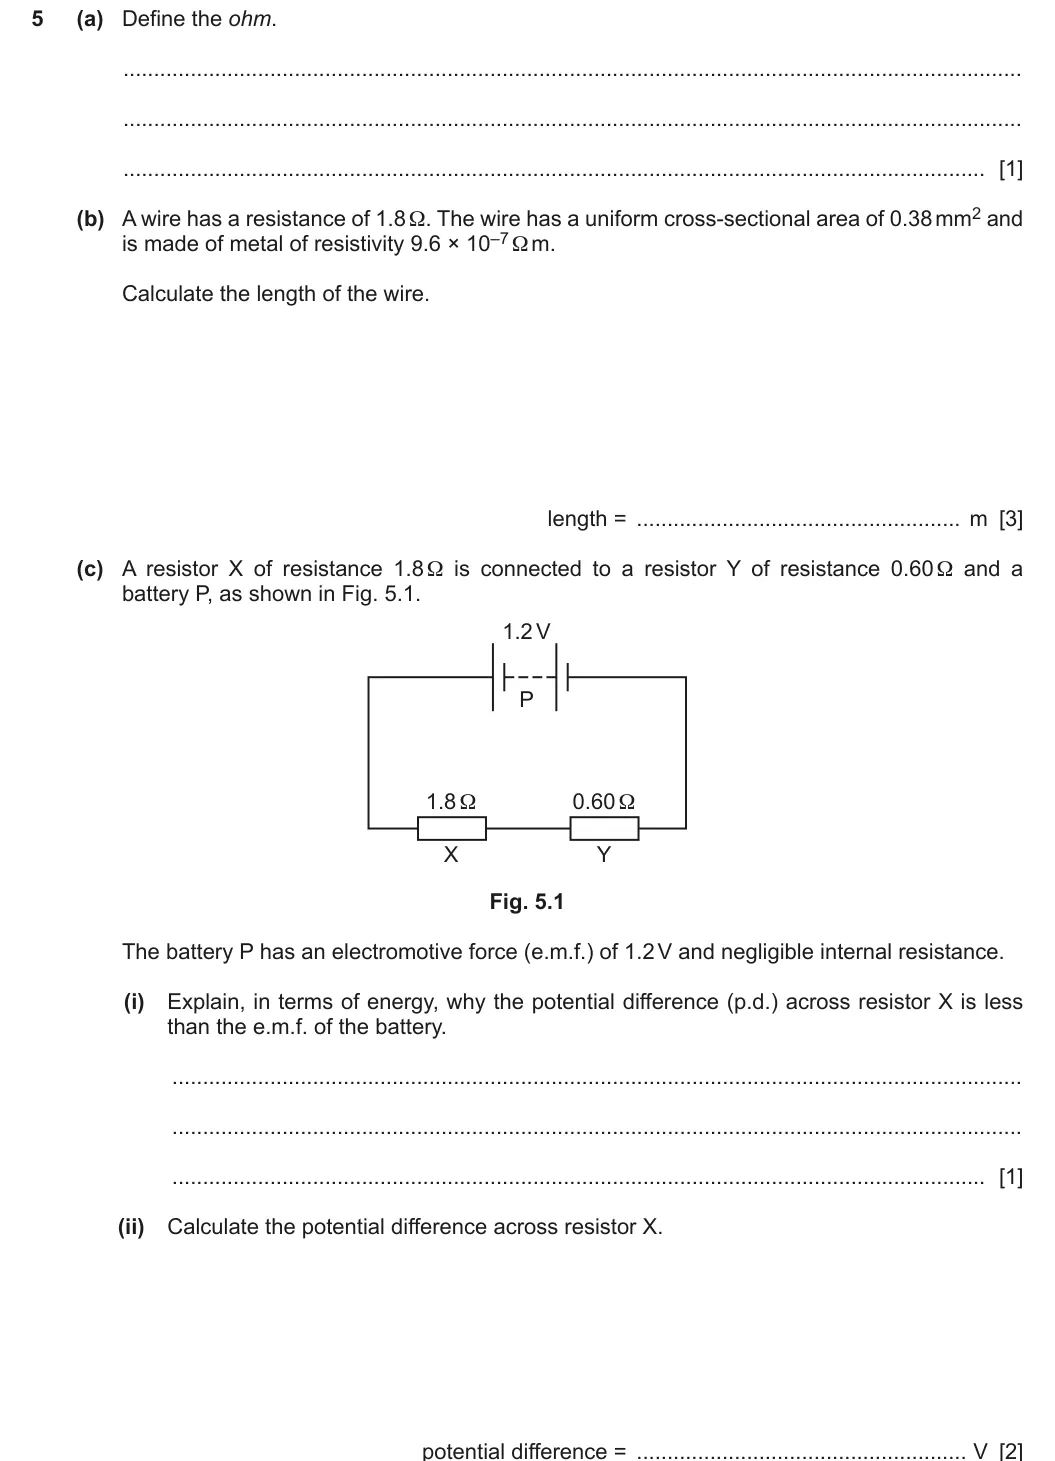 5 (a) Define the ohm.
.......................................................................................................................................................
.......................................................................................................................................................
................................................................................................................................................. [1]
(b) A wire has a resistance of 1.8 Ω. The wire has a uniform cross-sectional area of 0.38 mm² and
is made of metal of resistivity 9.6 × 10⁻⁷ Ω m.
Calculate the length of the wire.
length = ..................................................... m [3]
(c) A resistor X of resistance 1.8 Ω is connected to a resistor Y of resistance 0.60 Ω and a
battery P, as shown in Fig. 5.1.
1.2 V
P
1.8 Ω 0.60 Ω
X Y
Fig. 5.1
The battery P has an electromotive force (e.m.f.) of 1.2 V and negligible internal resistance.
(i) Explain, in terms of energy, why the potential difference (p.d.) across resistor X is less
than the e.m.f. of the battery.
...............................................................................................................................................
...............................................................................................................................................
......................................................................................................................................... [1]
(ii) Calculate the potential difference across resistor X.
potential difference = ...................................................... V [2]